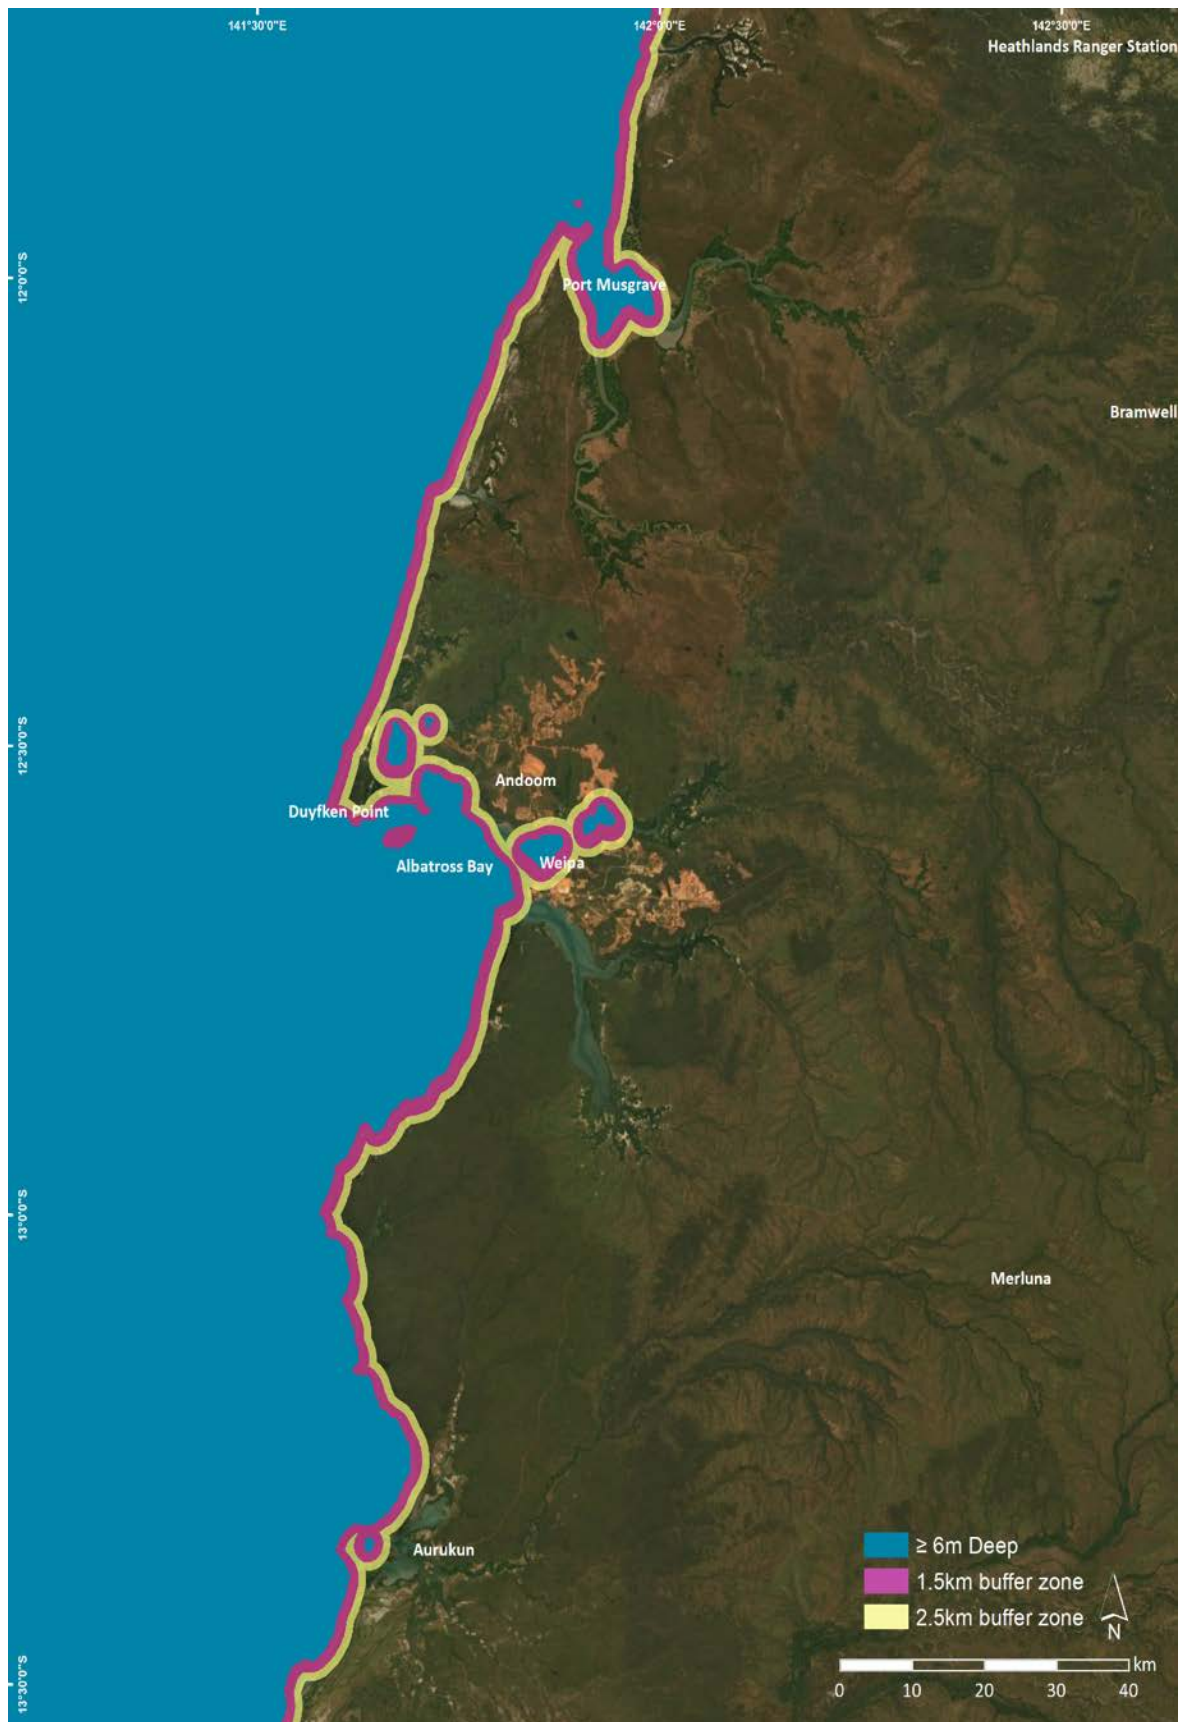 141°30'0"E
142°0'0"E
142°30'0"E
Heathlands Ranger Station
12°0'0"S
Port Musgrave
Bramwell
12°30'0"S
Andoom
Duyfken Point
Albatross Bay
Weipa
13°0'0"S
Merluna
≥ 6m Deep
Aurukun
1.5km buffer zone
2.5km buffer zone
N
km
0 10 20 30 40
13°30'0"S